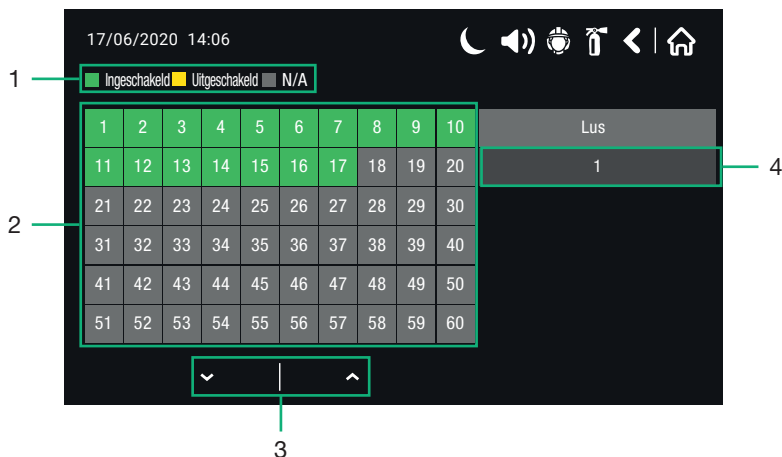 17/06/2020 14:06
1
Ingeschakeld Uitgeschakeld N/A
1 2 3 4 5 6 7 8 9 10 Lus
11 12 13 14 15 16 17 18 19 20 1 4
2
21 22 23 24 25 26 27 28 29 30
31 32 33 34 35 36 37 38 39 40
41 42 43 44 45 46 47 48 49 50
51 52 53 54 55 56 57 58 59 60
3